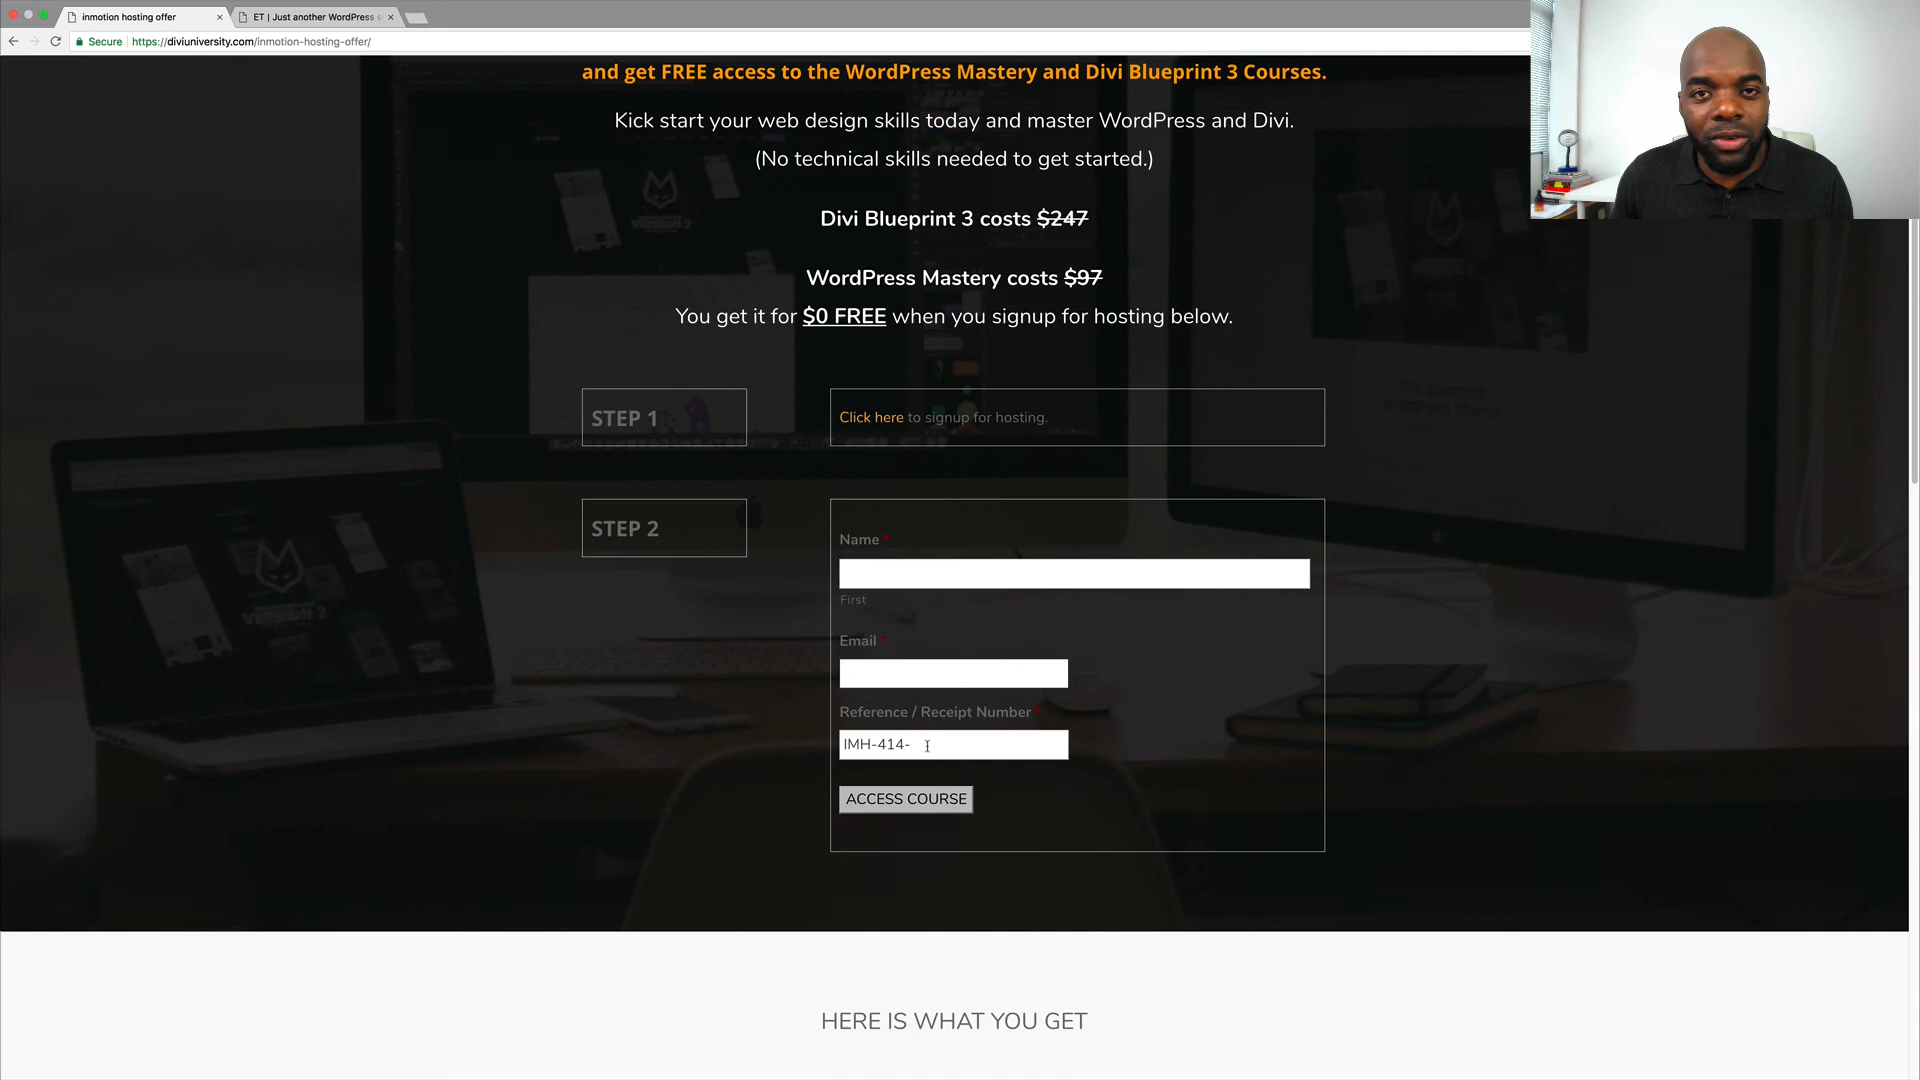 inmotion hosting offer
ET | Just another WordPress s
Secure
https://diviuniversity.com/inmotion-hosting-offer/
and get FREE access to the WordPress Mastery and Divi Blueprint 3 Courses.
Kick start your web design skills today and master WordPress and Divi.
(No technical skills needed to get started.)
Divi Blueprint 3 costs $247
WordPress Mastery costs $97
You get it for $0 FREE when you signup for hosting below.
STEP 1
Click here to signup for hosting.
STEP 2
Name *
First
Email *
Reference / Receipt Number *
IMH-414-
ACCESS COURSE
VERSION 2
HERE IS WHAT YOU GET